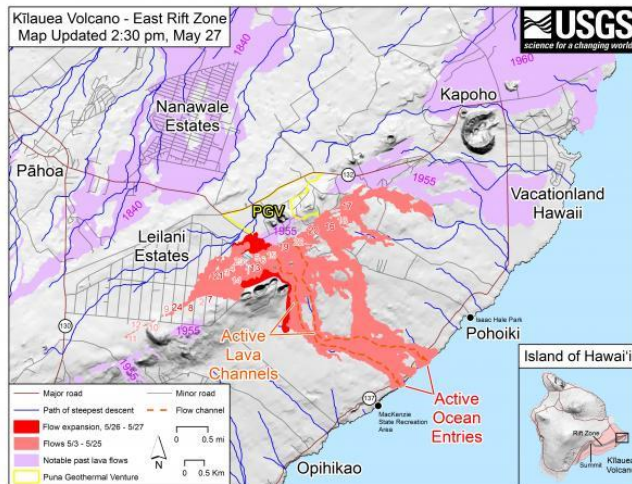 Kīlauea Volcano - East Rift Zone
Map Updated 2:30 pm, May 27
USGS
science for a changing world
1840
1960
Nanawale
Estates
Kapoho
Pāhoa
132
1955
1840
PGV
Vacationland
Hawaii
Leilani
Estates
1955
130
1955
Active
Lava
Channels
Isaac Hale Park
Pohoiki
137
MacKenzie
State Recreation
Area
Active
Ocean
Entries
Opihikao
Major road
Minor road
Path of steepest descent
Flow channel
Flow expansion, 5/26 - 5/27
Flows 5/3 - 5/25
Notable past lava flows
Puna Geothermal Venture
0 0.5 mi
0 0.5 Km
N
Island of Hawai'i
Rift Zone
Summit
Kīlauea
Volcano